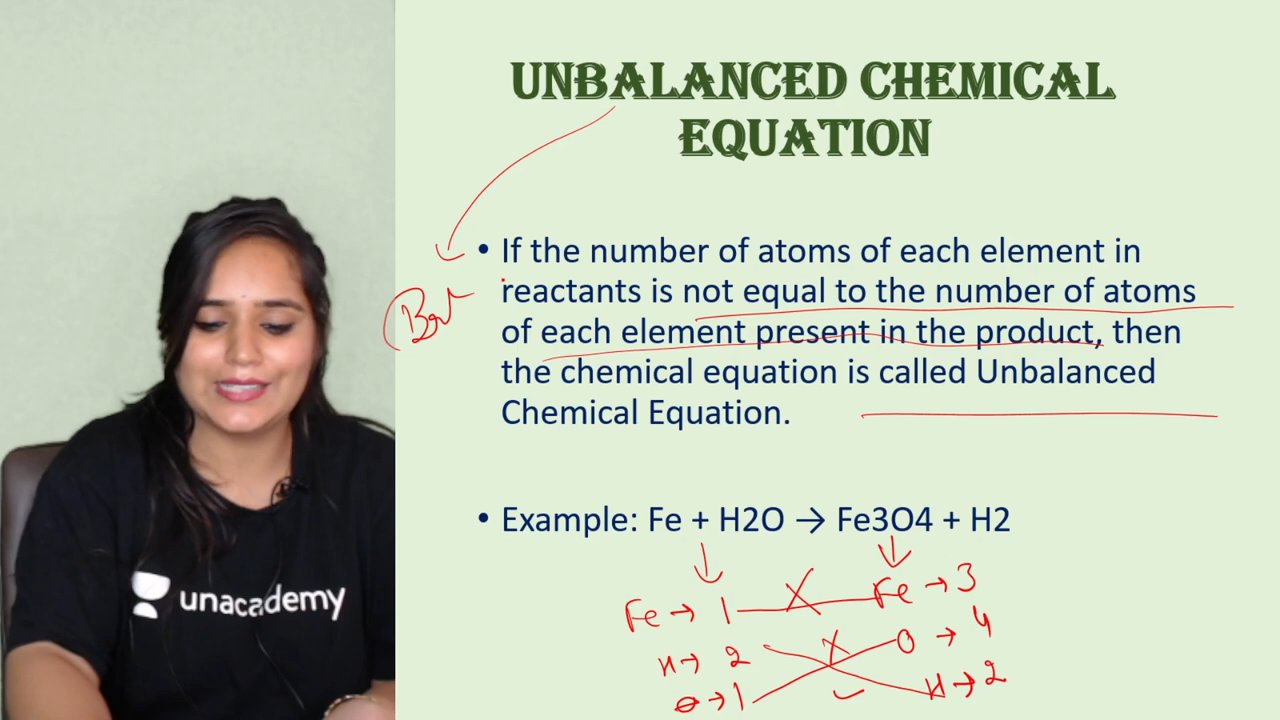 UNBALANCED CHEMICAL
EQUATION
• If the number of atoms of each element in
reactants is not equal to the number of atoms
of each element present in the product, then
the chemical equation is called Unbalanced
Chemical Equation.
• Example: Fe + H2O → Fe3O4 + H2
Fe → 1
H → 2
O → 1
Fe → 3
O → 4
H → 2
unacademy